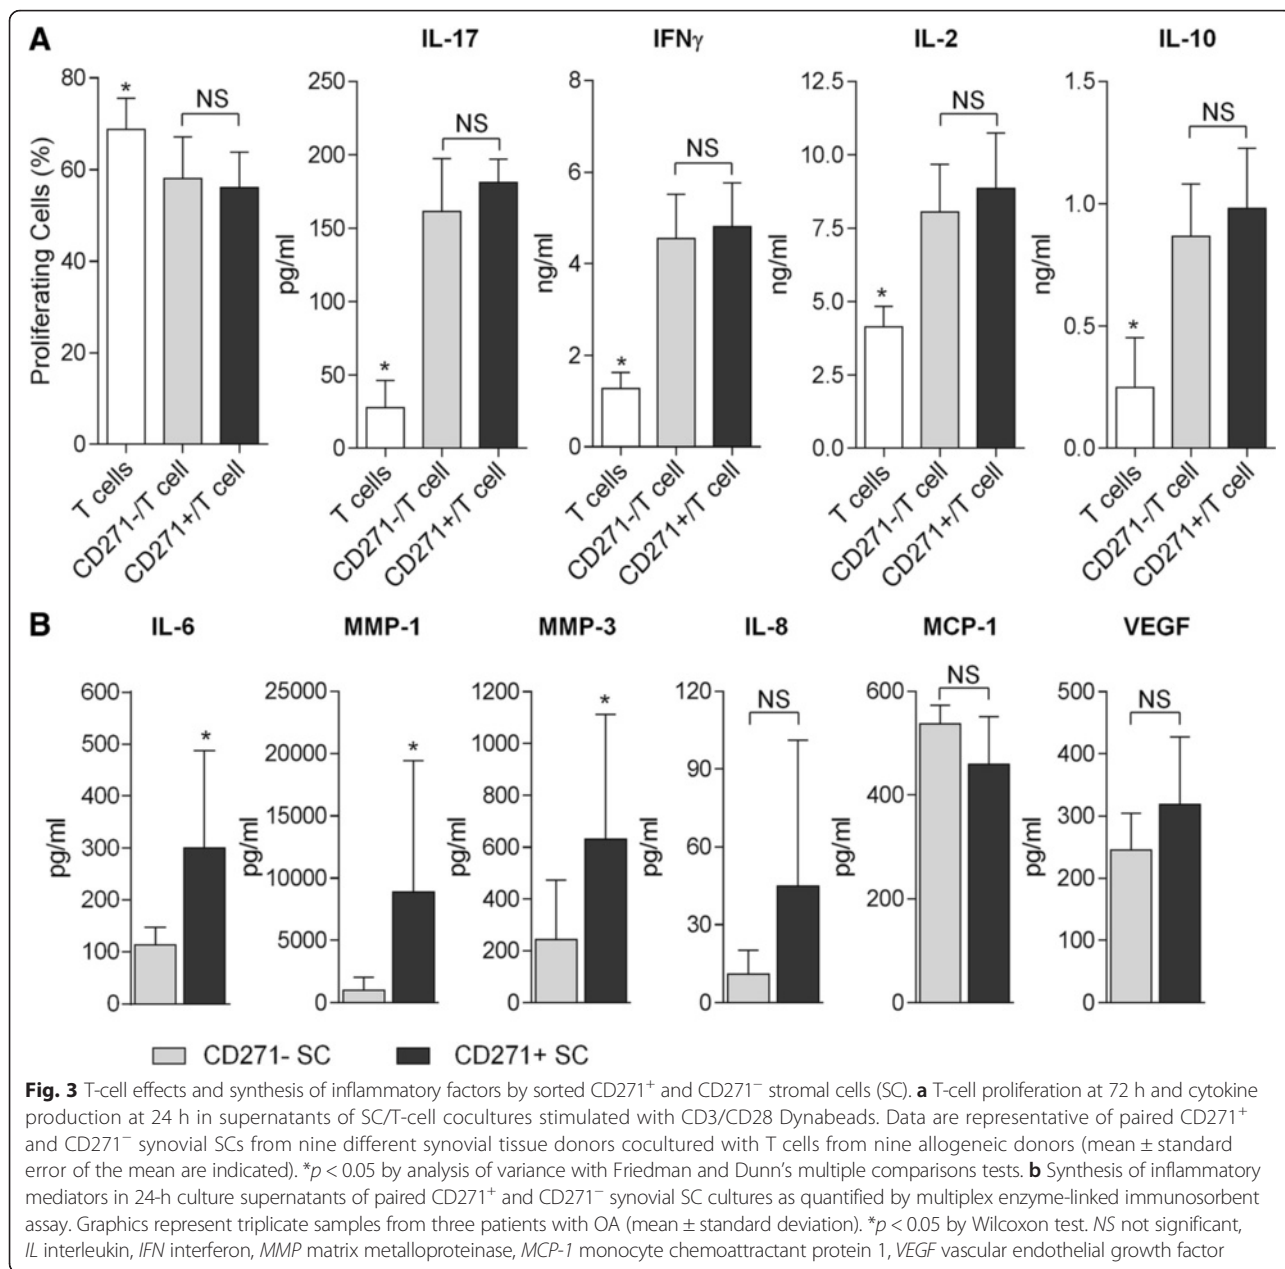 A
IL-17
IFNγ
IL-2
IL-10
Proliferating Cells (%)
80
60
40
20
0
*
NS
T cells
CD271-/T cell
CD271+/T cell
pg/ml
250
200
150
100
50
0
*
NS
T cells
CD271-/T cell
CD271+/T cell
ng/ml
8
6
4
2
0
*
NS
T cells
CD271-/T cell
CD271+/T cell
ng/ml
12.5
10.0
7.5
5.0
2.5
0.0
*
NS
T cells
CD271-/T cell
CD271+/T cell
ng/ml
1.5
1.0
0.5
0.0
*
NS
T cells
CD271-/T cell
CD271+/T cell
B
IL-6
MMP-1
MMP-3
IL-8
MCP-1
VEGF
pg/ml
600
500
400
300
200
100
0
*
pg/ml
25000
20000
15000
10000
5000
0
*
pg/ml
1200
1000
800
600
400
200
0
*
pg/ml
120
90
60
30
0
NS
pg/ml
600
400
200
0
NS
pg/ml
500
400
300
200
100
0
NS
CD271- SC
CD271+ SC
Fig. 3 T-cell effects and synthesis of inflammatory factors by sorted CD271⁺ and CD271⁻ stromal cells (SC). a T-cell proliferation at 72 h and cytokine
production at 24 h in supernatants of SC/T-cell cocultures stimulated with CD3/CD28 Dynabeads. Data are representative of paired CD271⁺
and CD271⁻ synovial SCs from nine different synovial tissue donors cocultured with T cells from nine allogeneic donors (mean ± standard
error of the mean are indicated). *p < 0.05 by analysis of variance with Friedman and Dunn's multiple comparisons tests. b Synthesis of inflammatory
mediators in 24-h culture supernatants of paired CD271⁺ and CD271⁻ synovial SC cultures as quantified by multiplex enzyme-linked immunosorbent
assay. Graphics represent triplicate samples from three patients with OA (mean ± standard deviation). *p < 0.05 by Wilcoxon test. NS not significant,
IL interleukin, IFN interferon, MMP matrix metalloproteinase, MCP-1 monocyte chemoattractant protein 1, VEGF vascular endothelial growth factor